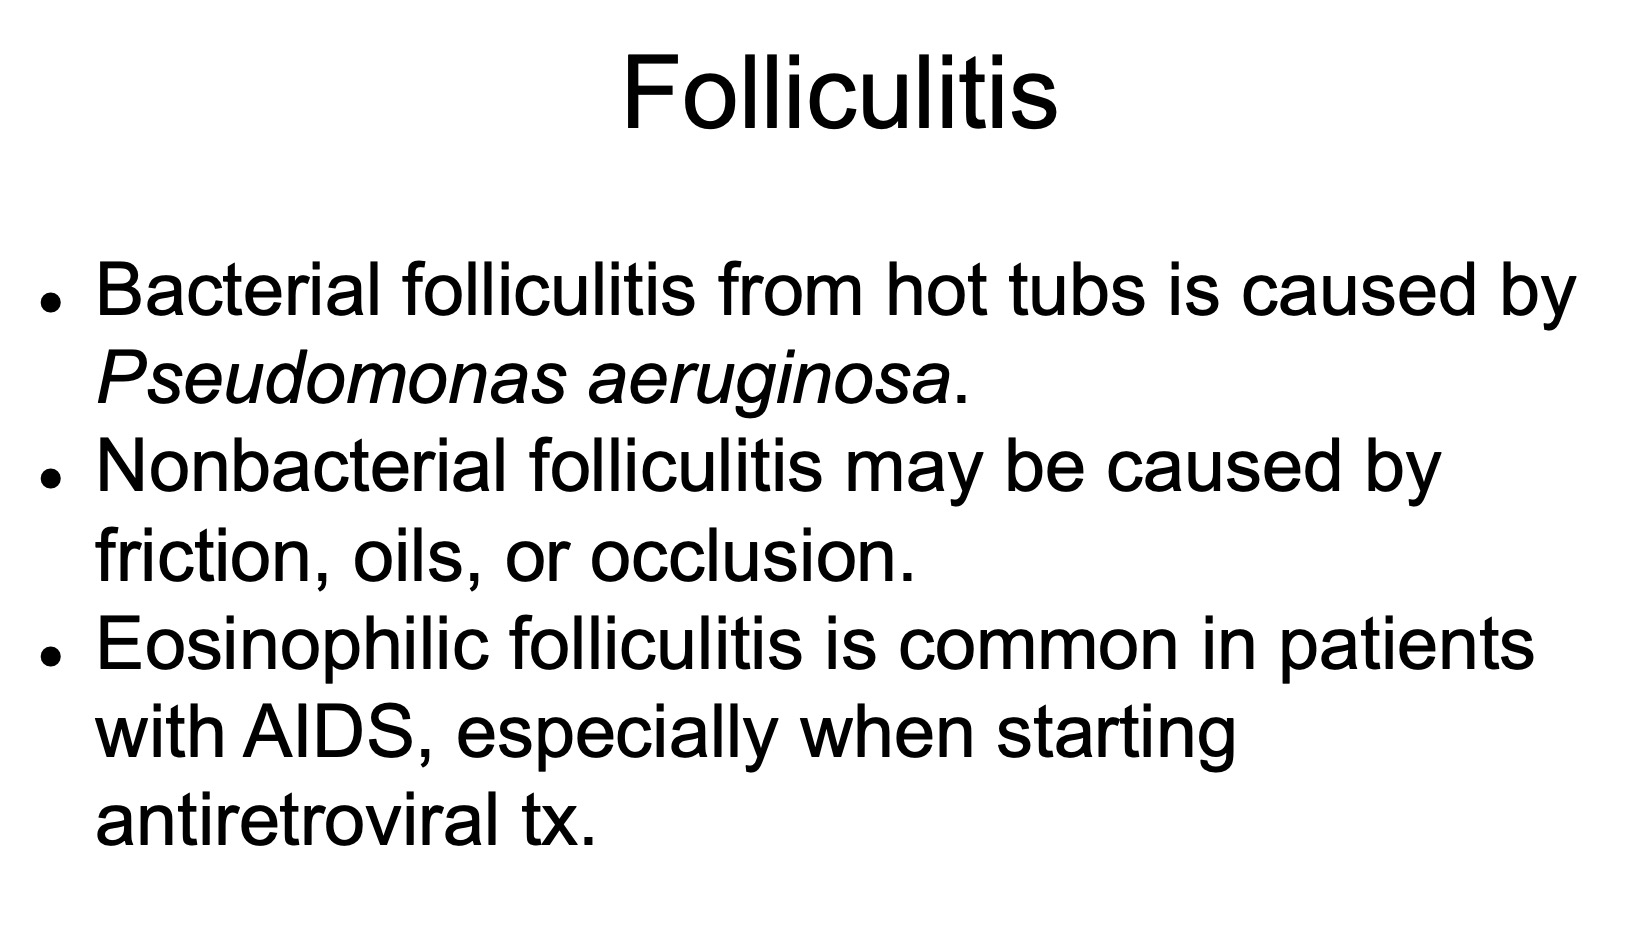 Folliculitis
• Bacterial folliculitis from hot tubs is caused by
Pseudomonas aeruginosa.
• Nonbacterial folliculitis may be caused by
friction, oils, or occlusion.
• Eosinophilic folliculitis is common in patients
with AIDS, especially when starting
antiretroviral tx.